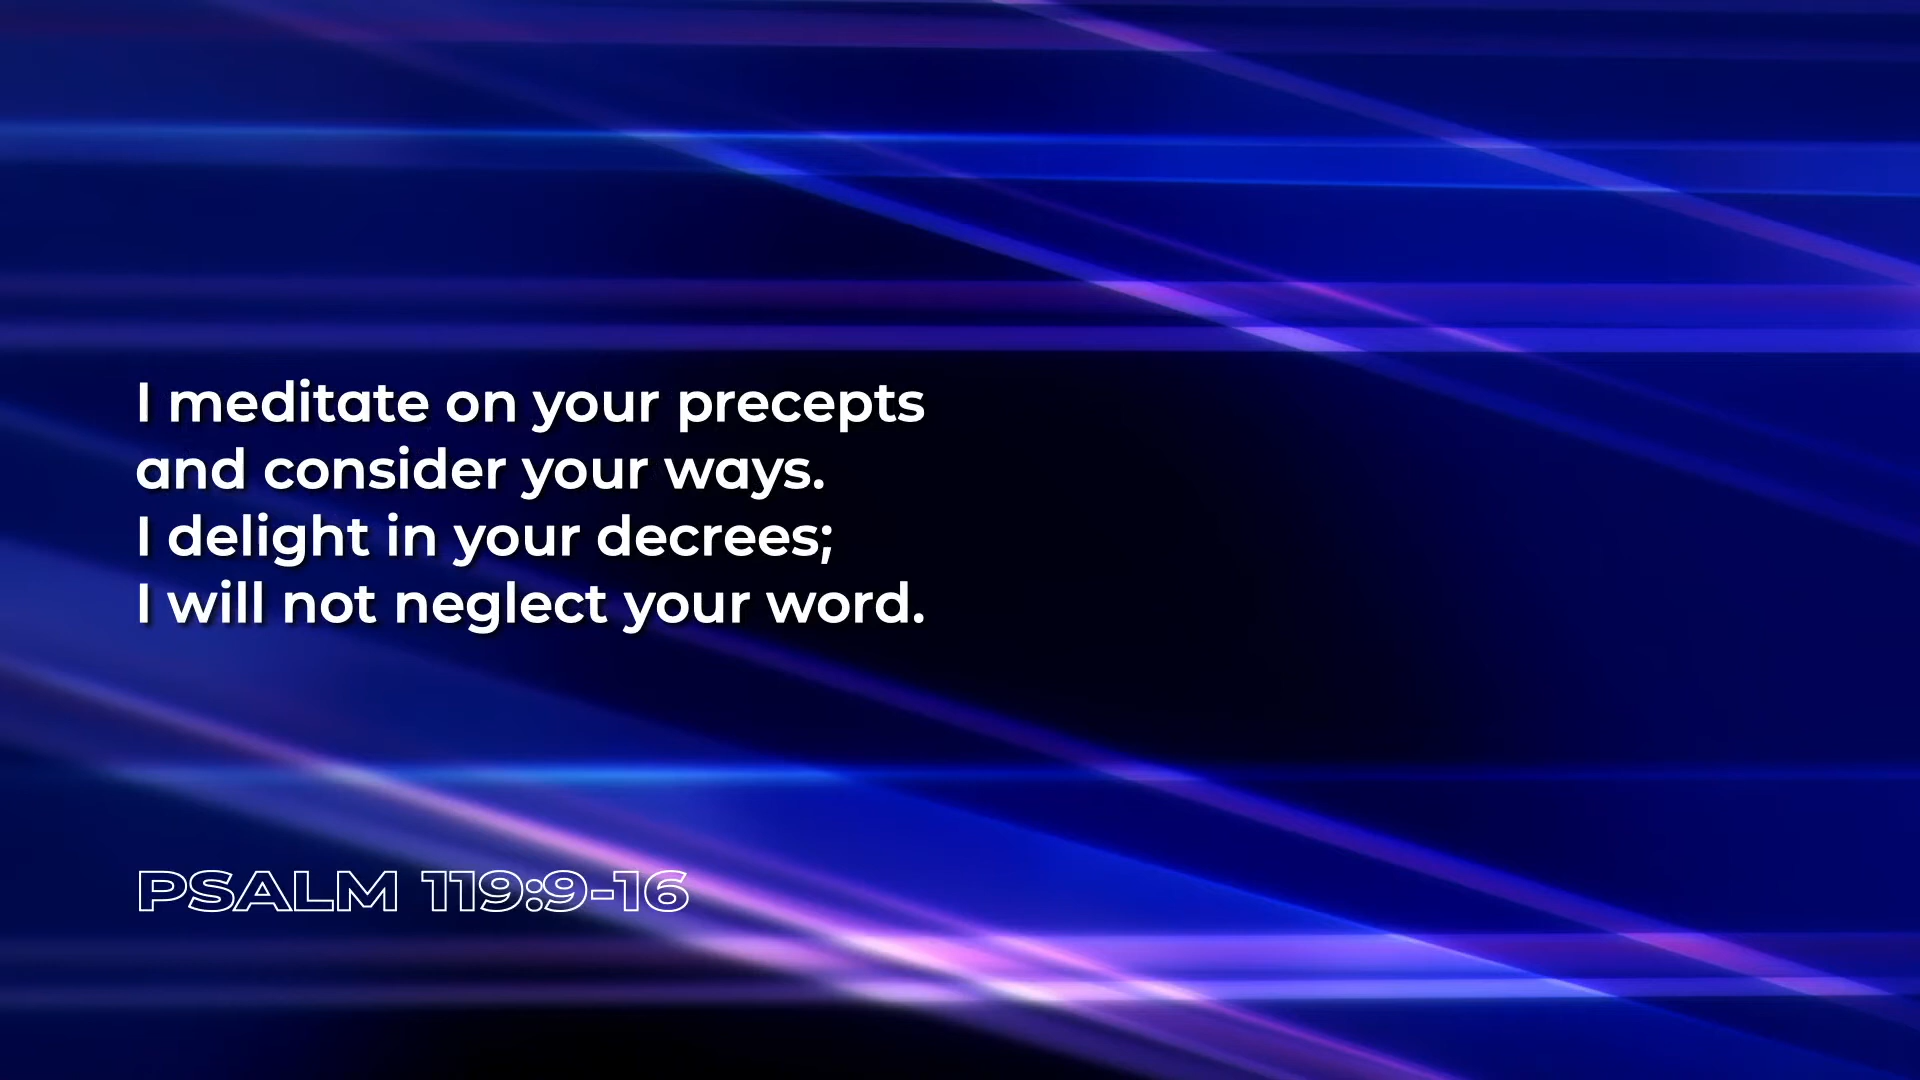 I meditate on your precepts
and consider your ways.
I delight in your decrees;
I will not neglect your word.
PSALM 119:9-16